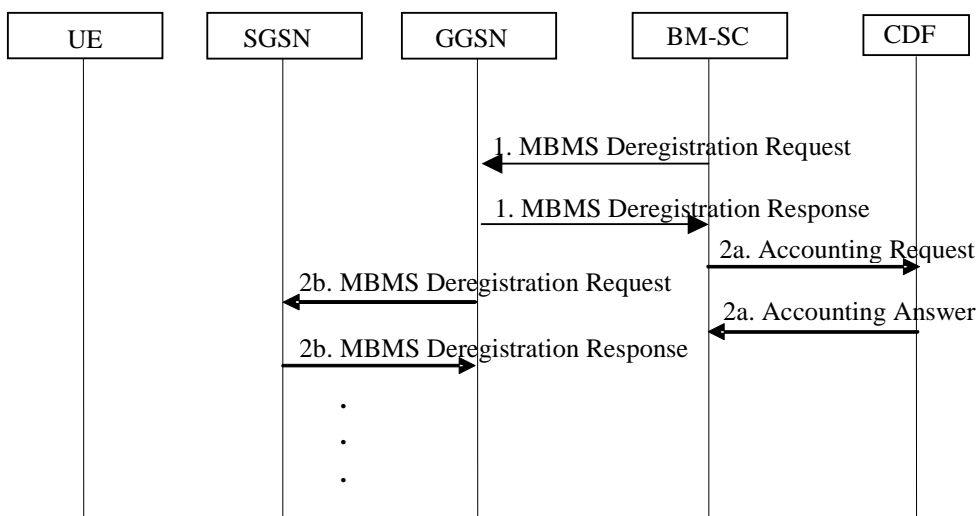 UE
SGSN
GGSN
BM-SC
CDF
1. MBMS Deregistration Request
1. MBMS Deregistration Response
2a. Accounting Request
2b. MBMS Deregistration Request
2a. Accounting Answer
2b. MBMS Deregistration Response
.
.
.